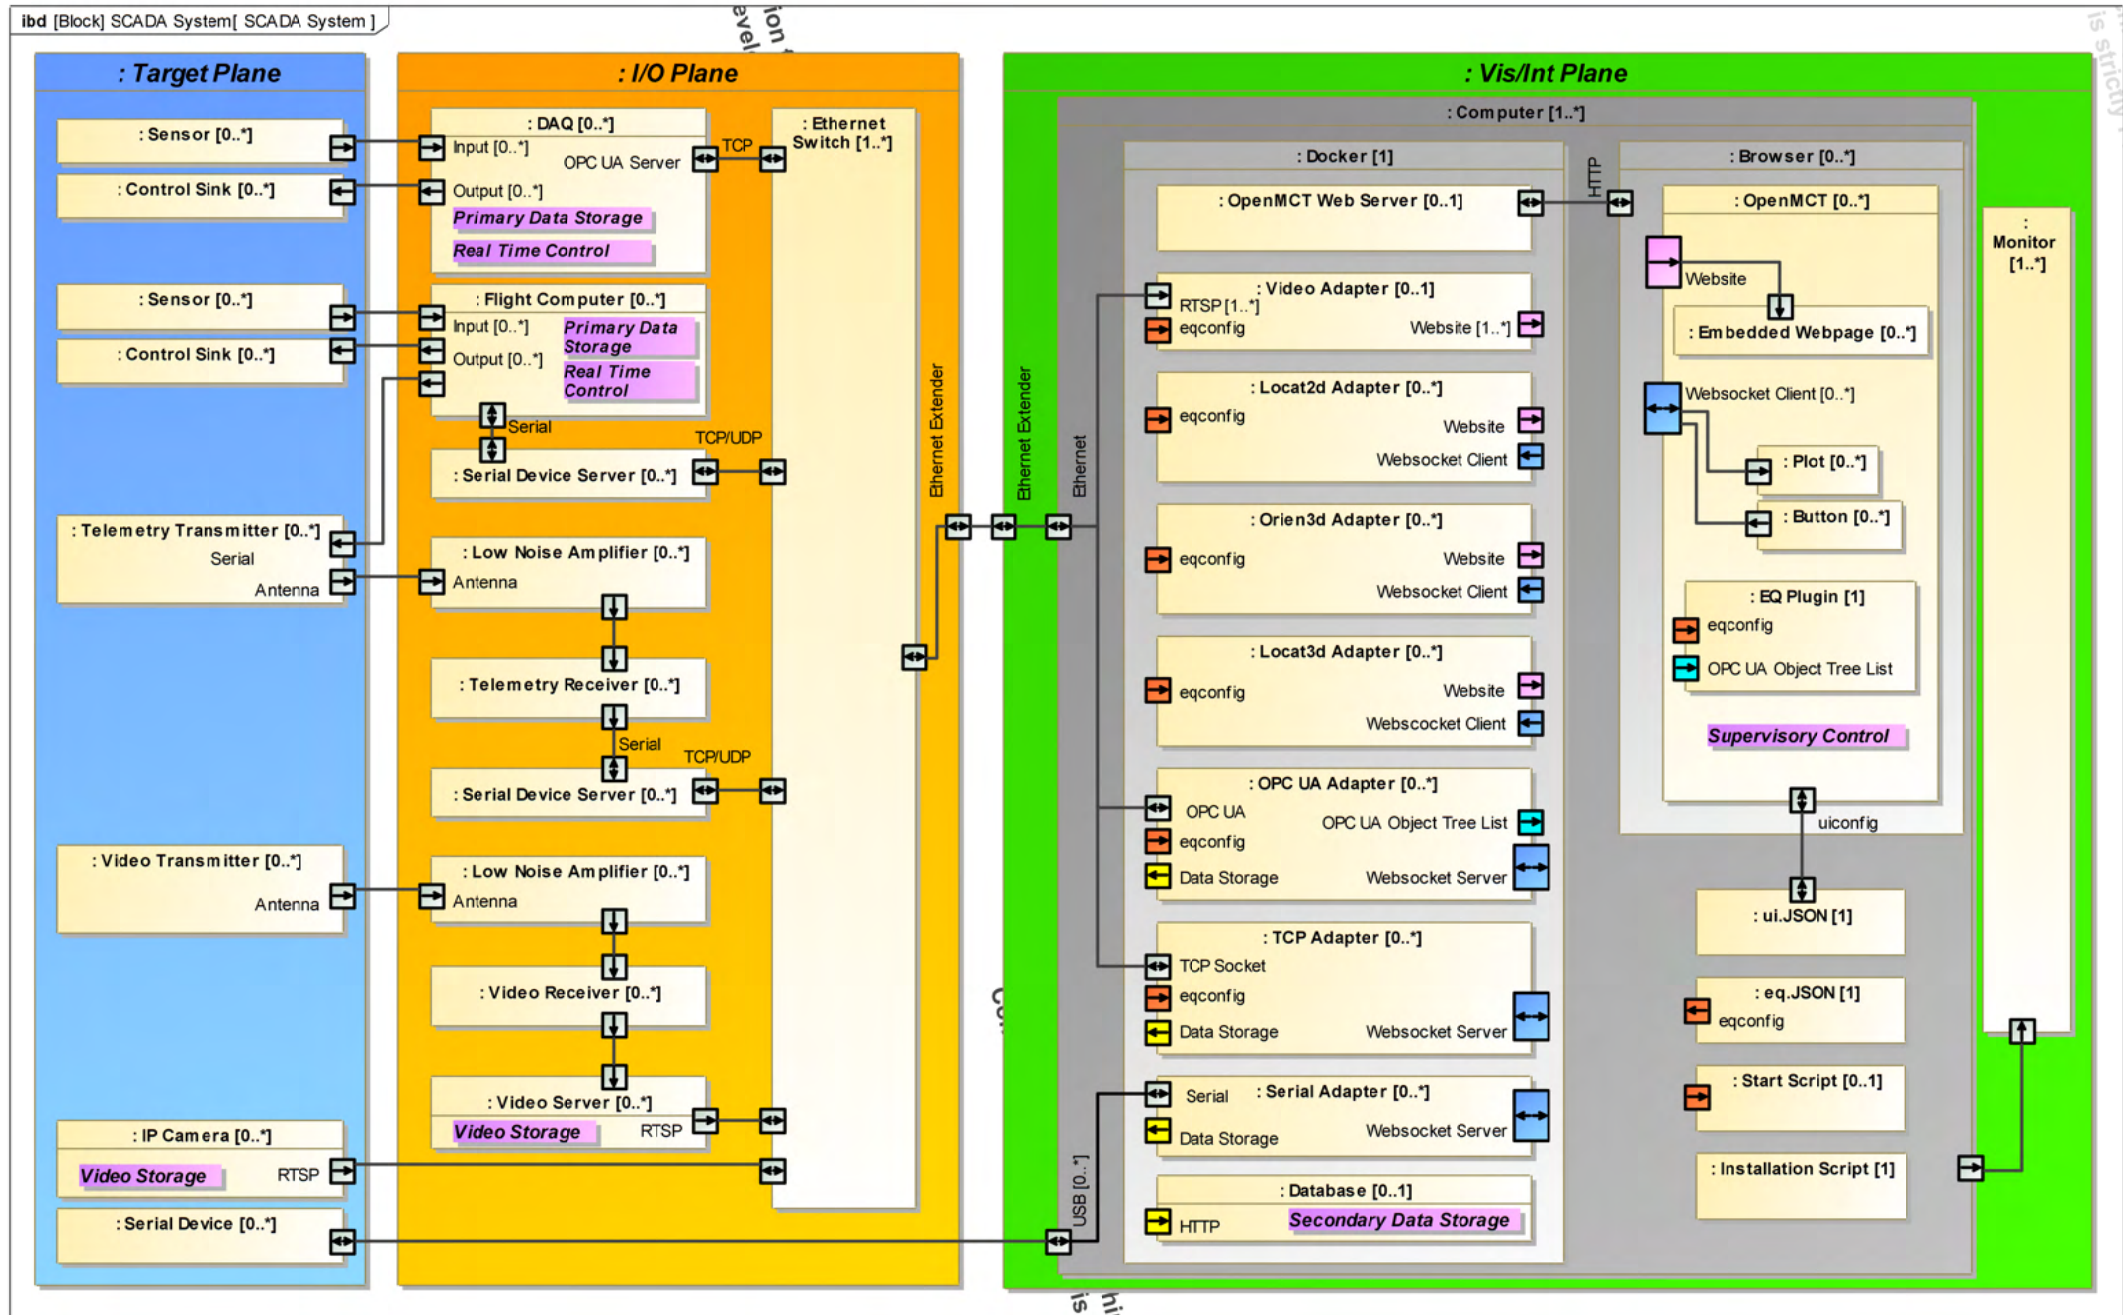 ibd [Block] SCADA System[ SCADA System ]
: Target Plane
: Sensor [0..*]
: Control Sink [0..*]
: Sensor [0..*]
: Control Sink [0..*]
: Telemetry Transmitter [0..*]
Serial
Antenna
: Video Transmitter [0..*]
Antenna
: IP Camera [0..*]
Video Storage
RTSP
: Serial Device [0..*]
: I/O Plane
: DAQ [0..*]
Input [0..*]
OPC UA Server
Output [0..*]
Primary Data Storage
Real Time Control
TCP
: Flight Computer [0..*]
Input [0..*]
Primary Data
Storage
Output [0..*]
Real Time
Control
Serial
TCP/UDP
: Serial Device Server [0..*]
: Low Noise Amplifier [0..*]
Antenna
: Telemetry Receiver [0..*]
Serial
TCP/UDP
: Serial Device Server [0..*]
: Low Noise Amplifier [0..*]
Antenna
: Video Receiver [0..*]
: Video Server [0..*]
Video Storage
RTSP
: Ethernet
Switch [1..*]
Ethernet Extender
: Vis/Int Plane
Ethernet Extender
: Computer [1..*]
Ethernet
USB [0..*]
: Docker [1]
: OpenMCT Web Server [0..1]
HTTP
: Video Adapter [0..1]
RTSP [1..*]
eqconfig
Website [1..*]
: Locat2d Adapter [0..*]
eqconfig
Website
Websocket Client
: Orien3d Adapter [0..*]
eqconfig
Website
Websocket Client
: Locat3d Adapter [0..*]
eqconfig
Website
Webscocket Client
: OPC UA Adapter [0..*]
OPC UA
OPC UA Object Tree List
eqconfig
Data Storage
Websocket Server
: TCP Adapter [0..*]
TCP Socket
eqconfig
Data Storage
Websocket Server
: Serial Adapter [0..*]
Serial
Data Storage
Websocket Server
: Database [0..1]
HTTP
Secondary Data Storage
: Browser [0..*]
: OpenMCT [0..*]
Website
: Embedded Webpage [0..*]
Websocket Client [0..*]
: Plot [0..*]
: Button [0..*]
: EQ Plugin [1]
eqconfig
OPC UA Object Tree List
Supervisory Control
uiconfig
: ui.JSON [1]
: eq.JSON [1]
eqconfig
: Start Script [0..1]
: Installation Script [1]
:
Monitor
[1..*]
is strictly